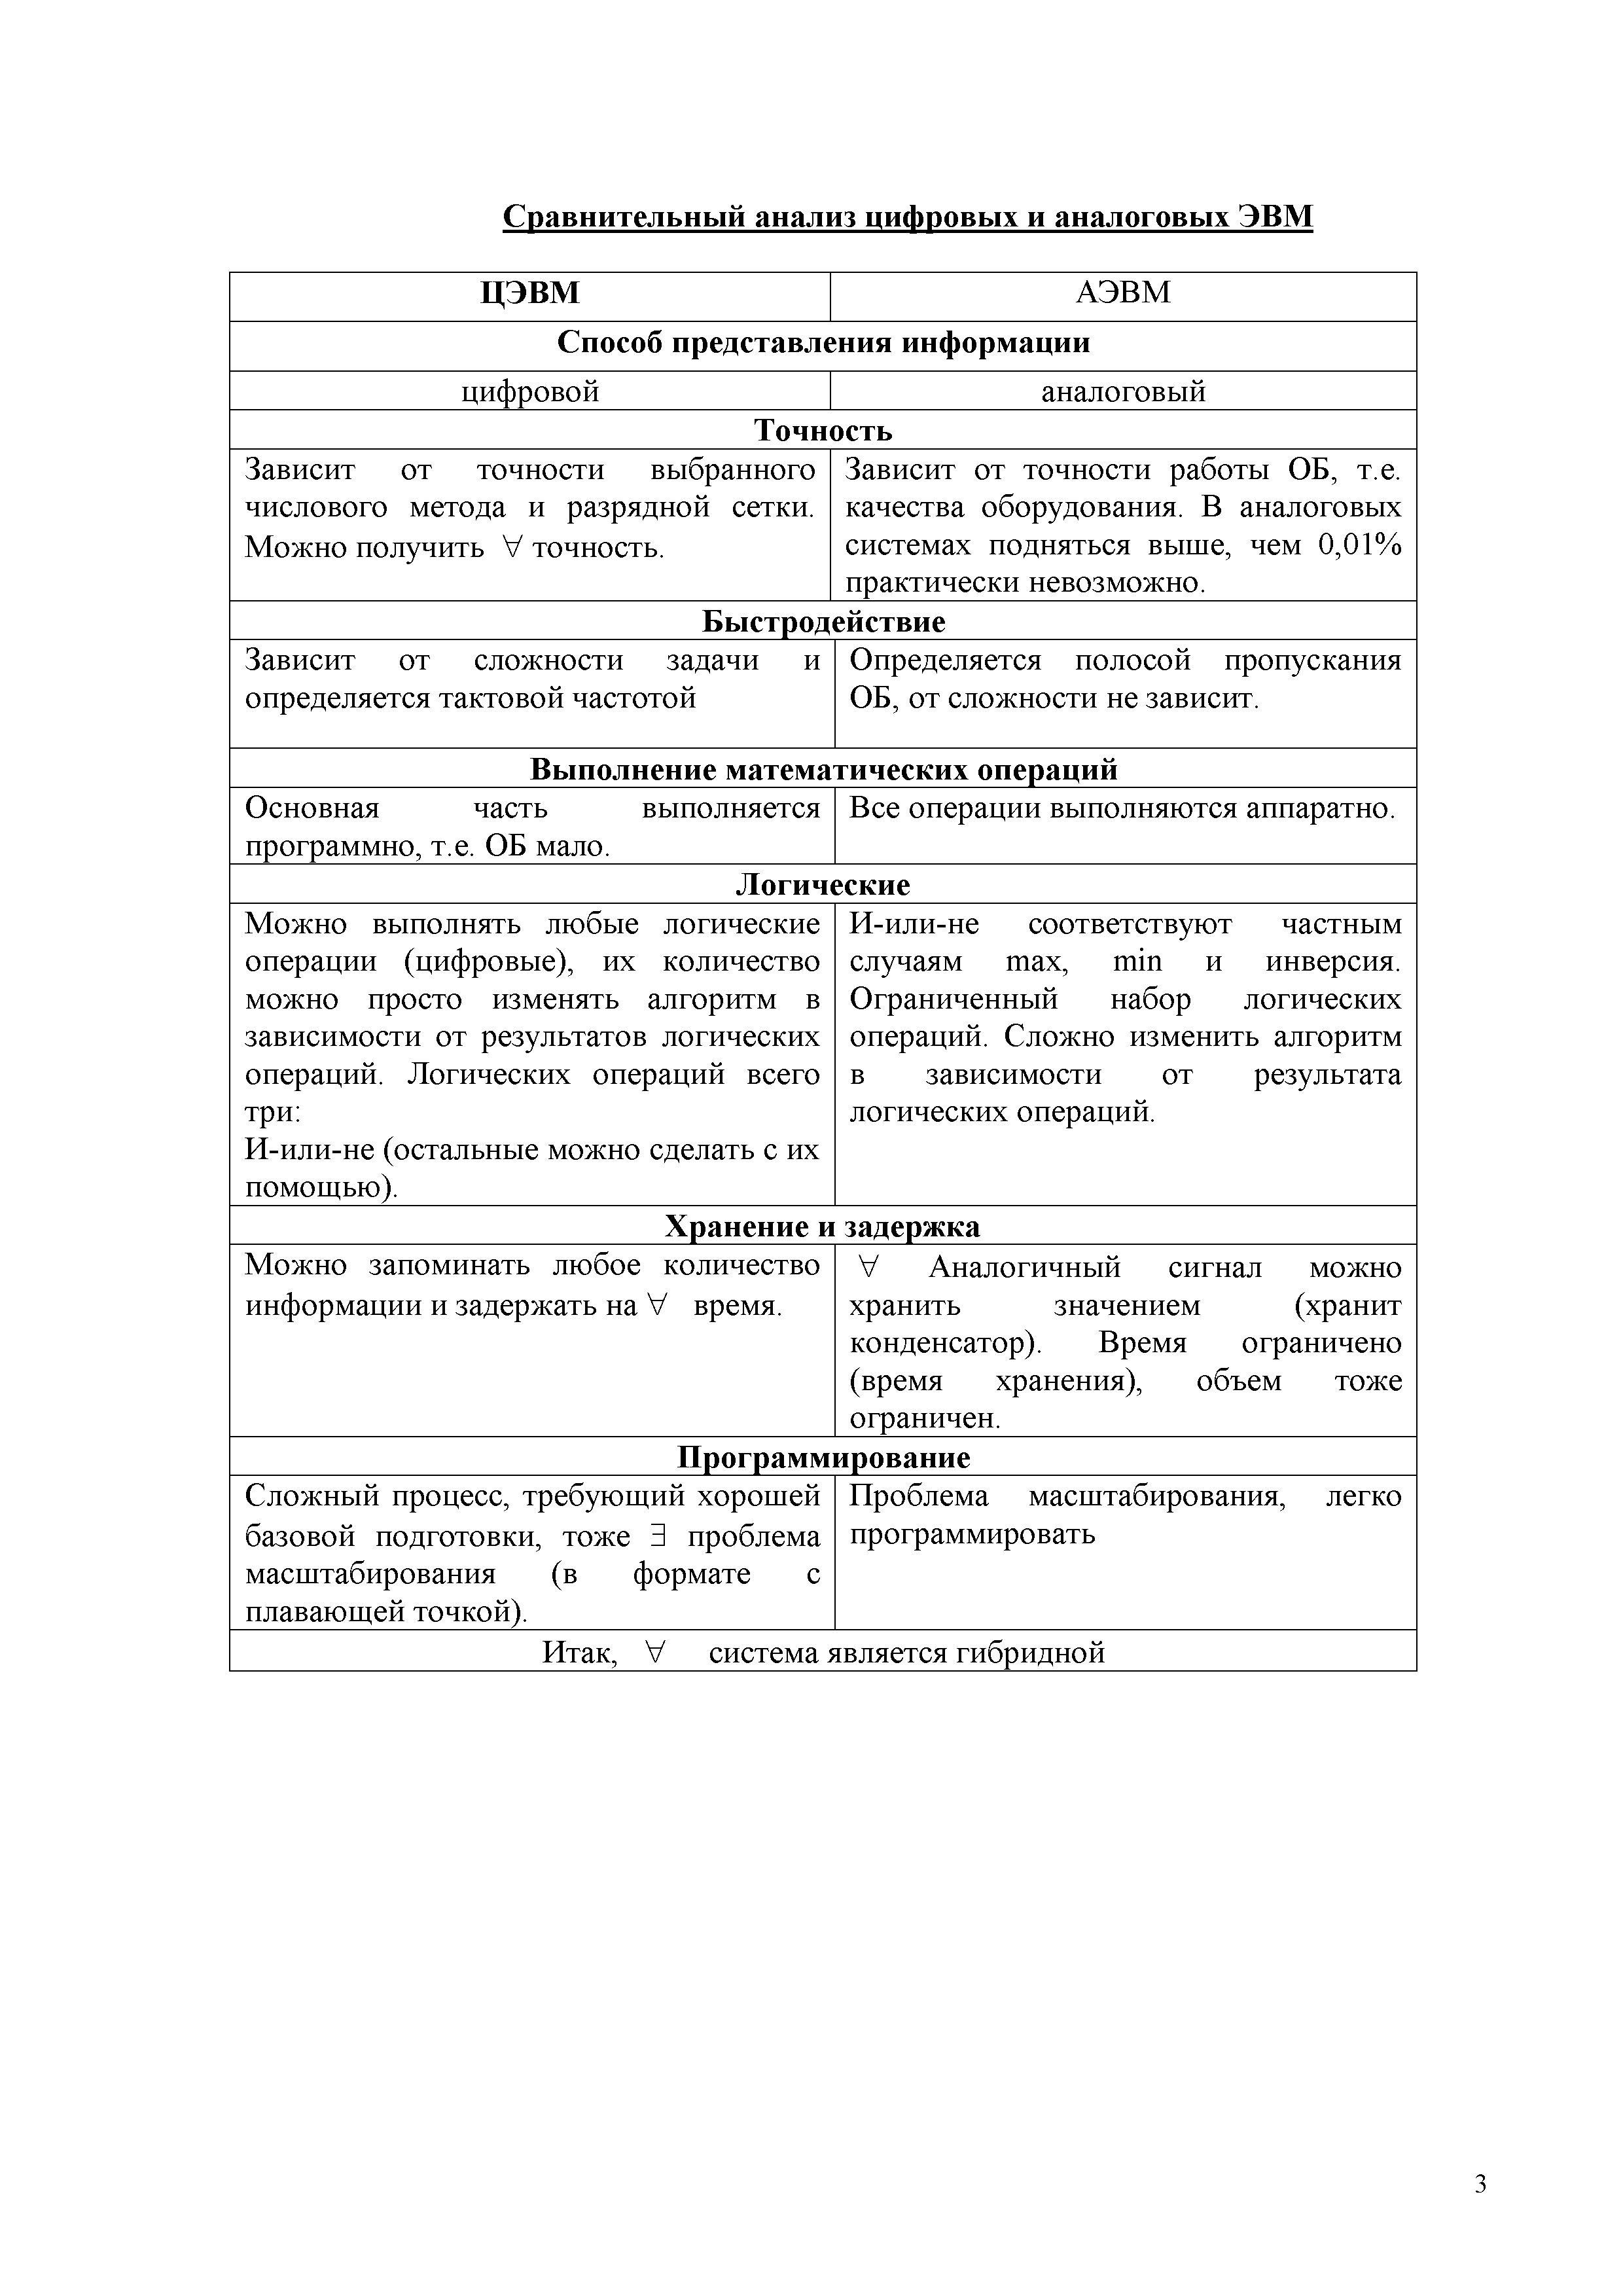 Сравнительный анализ цифровых и аналоговых ЭВМ
ЦЭВМ
АЭВМ
Способ представления информации
цифровой
аналоговый
Точность
Зависит от точности выбранного
числового метода и разрядной сетки.
Можно получить ∀ точность.
Зависит от точности работы ОБ, т.е.
качества оборудования. В аналоговых
системах подняться выше, чем 0,01%
практически невозможно.
Быстродействие
Зависит от сложности задачи и
определяется тактовой частотой
Определяется полосой пропускания
ОБ, от сложности не зависит.
Выполнение математических операций
Основная часть выполняется
программно, т.е. ОБ мало.
Все операции выполняются аппаратно.
Логические
Можно выполнять любые логические
операции (цифровые), их количество
можно просто изменять алгоритм в
зависимости от результатов логических
операций. Логических операций всего
три:
И-или-не (остальные можно сделать с их
помощью).
И-или-не соответствуют частным
случаям max, min и инверсия.
Ограниченный набор логических
операций. Сложно изменить алгоритм
в зависимости от результата
логических операций.
Хранение и задержка
Можно запоминать любое количество
информации и задержать на ∀ время.
∀ Аналогичный сигнал можно
хранить значением (хранит
конденсатор). Время ограничено
(время хранения), объем тоже
ограничен.
Программирование
Сложный процесс, требующий хорошей
базовой подготовки, тоже ∃ проблема
масштабирования (в формате с
плавающей точкой).
Проблема масштабирования, легко
программировать
Итак, ∀ система является гибридной
3